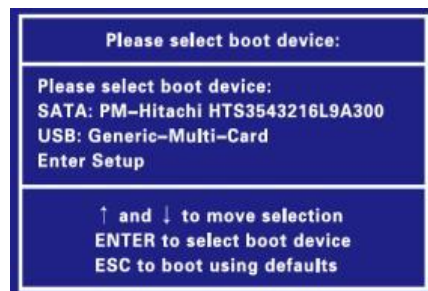 Please select boot device:
Please select boot device:
SATA: PM–Hitachi HTS3543216L9A300
USB: Generic–Multi–Card
Enter Setup
↑ and ↓ to move selection
ENTER to select boot device
ESC to boot using defaults